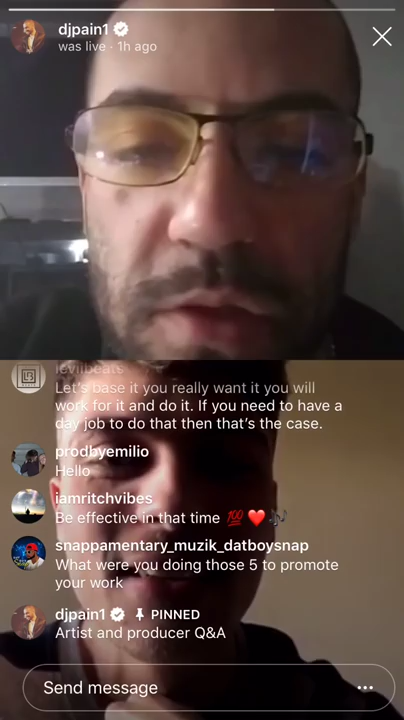 djpain1
was live · 1h ago
levilbeats
Let's base it you really want it you will
work for it and do it. If you need to have a
day job to do that then that's the case.
prodbyemilio
Hello
iamritchvibes
Be effective in that time 💯❤️🎶
snappamentary_muzik_datboysnap
What were you doing those 5 to promote
your work
djpain1 PINNED
Artist and producer Q&A
Send message